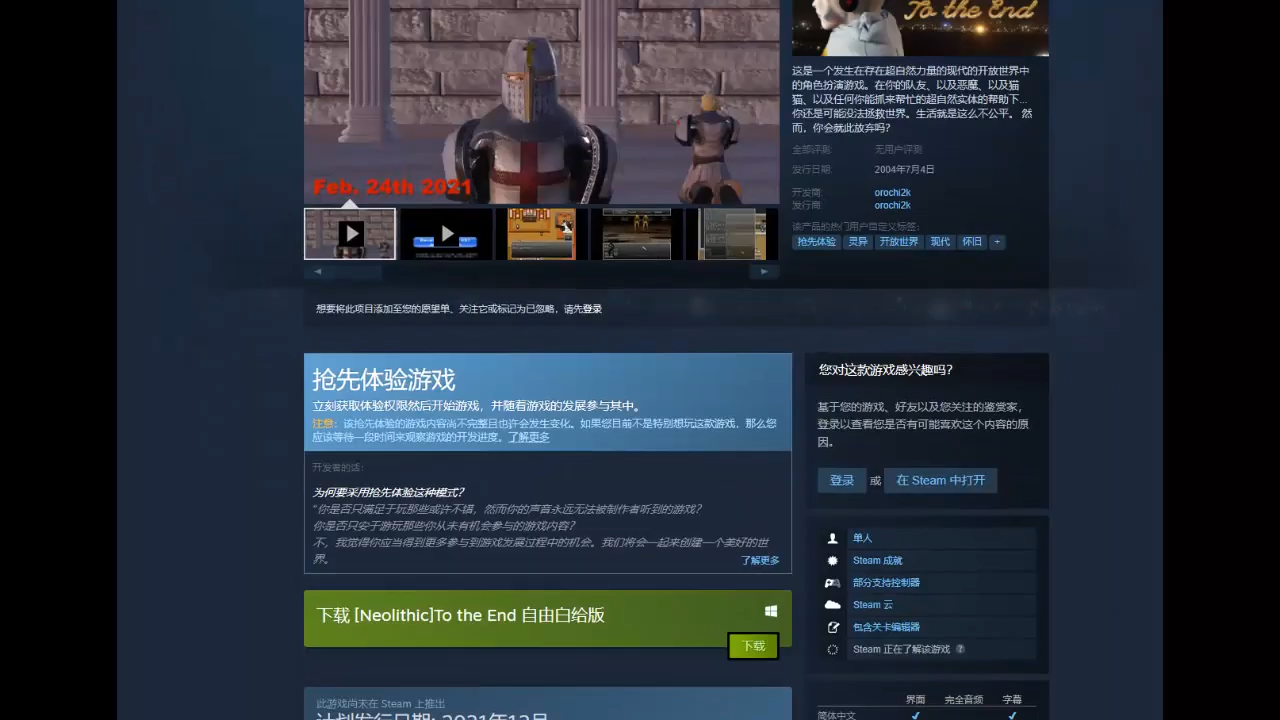 To the End
这是一个发生在存在超自然力量的现代的开放世界中
的角色扮演游戏。在你的队友、以及恶魔、以及猫
猫、以及任何你能抓来帮忙的超自然实体的帮助下...
你还是可能没法拯救世界。生活就是这么不公平。 然
而，你会就此放弃吗？
全部评测: 无用户评测
发行日期: 2004年7月4日
开发商: orochi2k
发行商: orochi2k
该产品的热门用户自定义标签:
抢先体验 灵异 开放世界 现代 怀旧 +
Feb, 24th 2021
想要将此项目添加至您的愿望单、关注它或标记为已忽略，请先登录
抢先体验游戏
立刻获取体验权限然后开始游戏，并随着游戏的发展参与其中。
注意：该抢先体验的游戏内容尚不完整且也许会发生变化。如果您目前不是特别想玩这款游戏，那么您
应该等待一段时间来观察游戏的开发进度。了解更多
开发者的话:
为何要采用抢先体验这种模式？
“你是否只满足于玩那些或许不错，然而你的声音永远无法被制作者听到的游戏？
你是否只安于游玩那些你从未有机会参与的游戏内容？
不，我觉得你应当得到更多参与到游戏发展过程中的机会。我们将会一起来创建一个美好的世
界。
了解更多
下载 [Neolithic]To the End 自由白给版
下载
此游戏尚未在 Steam 上推出
计划发行日期: 2021年12月
您对这款游戏感兴趣吗？
基于您的游戏、好友以及您关注的鉴赏家，
登录以查看您是否有可能喜欢这个内容的原
因。
登录 或 在 Steam 中打开
单人
Steam 成就
部分支持控制器
Steam 云
包含关卡编辑器
Steam 正在了解该游戏 ?
界面 完全音频 字幕
简体中文 ✔ ✔